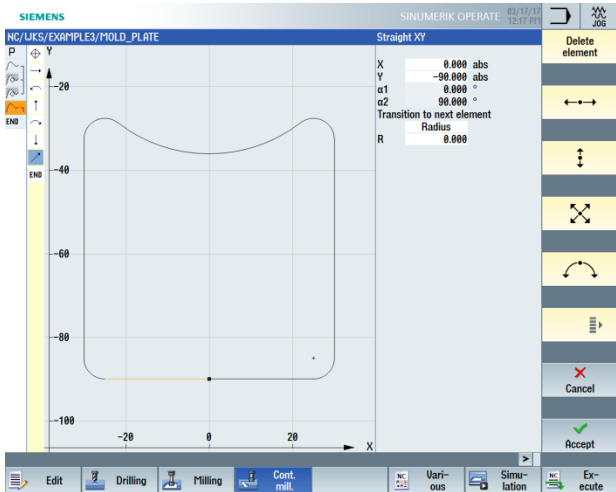 SIEMENS
SINUMERIK OPERATE
03/17/17
12:17 PM
JOG
NC/WKS/EXAMPLE3/MOLD_PLATE
Straight XY
Delete
element
P
Y
X 0.000 abs
Y -90.000 abs
α1 0.000 °
α2 90.000 °
Transition to next element
Radius
R 0.000
END
END
-20
-40
-60
-80
-100
-20 0 20
X
Cancel
Accept
>
Edit
Drilling
Milling
Cont.
mill.
NC
Vari-
ous
Simu-
lation
NC
Ex-
ecute